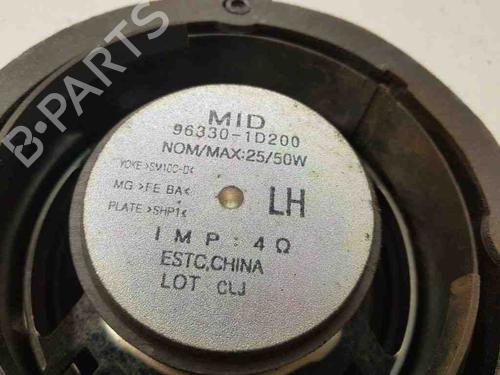 MID
96330-1D200
NOM/MAX:25/50W
YOKE >SM10C-D<
MG >FE BA<
PLATE >SHP1<
LH
IMP : 4Ω
ESTC,CHINA
LOT CLJ
B-PARTS